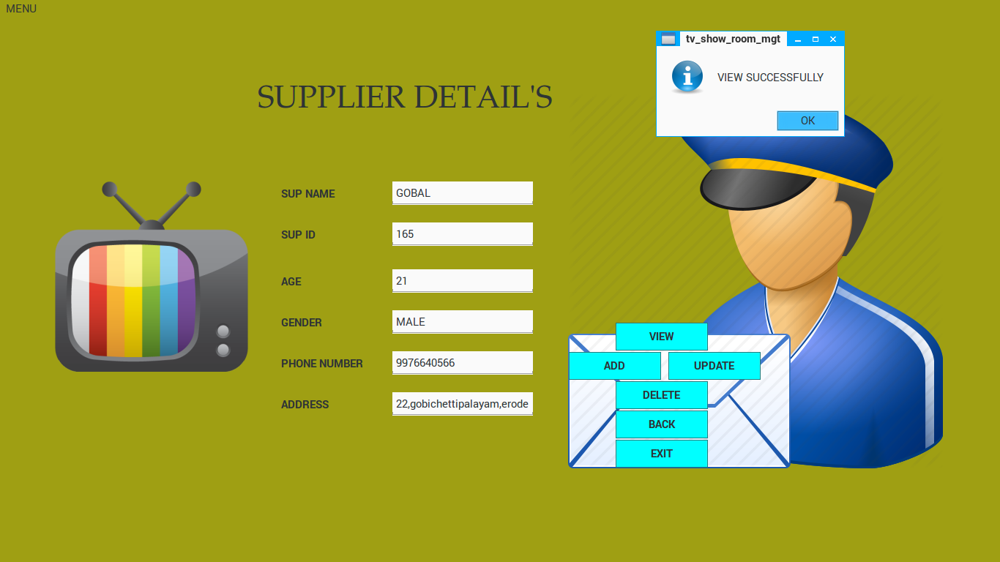 MENU
tv_show_room_mgt
VIEW SUCCESSFULLY
OK
SUPPLIER DETAIL'S
SUP NAME GOBAL
SUP ID 165
AGE 21
GENDER MALE
PHONE NUMBER 9976640566
ADDRESS 22,gobichettipalayam,erode
VIEW
ADD UPDATE
DELETE
BACK
EXIT